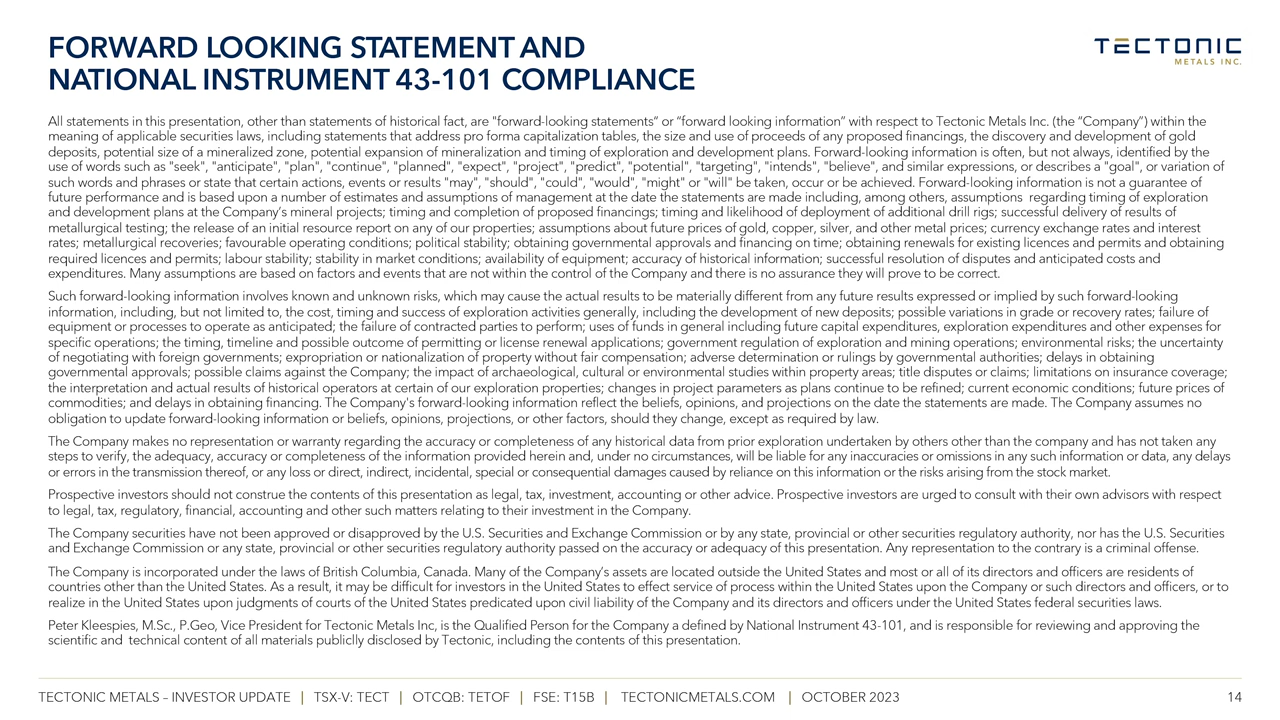 FORWARD LOOKING STATEMENT AND
NATIONAL INSTRUMENT 43-101 COMPLIANCE
TECTONIC
METALS INC.
All statements in this presentation, other than statements of historical fact, are "forward-looking statements” or “forward looking information” with respect to Tectonic Metals Inc. (the “Company”) within the
meaning of applicable securities laws, including statements that address pro forma capitalization tables, the size and use of proceeds of any proposed financings, the discovery and development of gold
deposits, potential size of a mineralized zone, potential expansion of mineralization and timing of exploration and development plans. Forward-looking information is often, but not always, identified by the
use of words such as "seek", "anticipate", "plan", "continue", "planned", "expect", "project", "predict", "potential", "targeting", "intends", "believe", and similar expressions, or describes a "goal", or variation of
such words and phrases or state that certain actions, events or results "may", "should", "could", "would", "might" or "will" be taken, occur or be achieved. Forward-looking information is not a guarantee of
future performance and is based upon a number of estimates and assumptions of management at the date the statements are made including, among others, assumptions  regarding timing of exploration
and development plans at the Company’s mineral projects; timing and completion of proposed financings; timing and likelihood of deployment of additional drill rigs; successful delivery of results of
metallurgical testing; the release of an initial resource report on any of our properties; assumptions about future prices of gold, copper, silver, and other metal prices; currency exchange rates and interest
rates; metallurgical recoveries; favourable operating conditions; political stability; obtaining governmental approvals and financing on time; obtaining renewals for existing licences and permits and obtaining
required licences and permits; labour stability; stability in market conditions; availability of equipment; accuracy of historical information; successful resolution of disputes and anticipated costs and
expenditures. Many assumptions are based on factors and events that are not within the control of the Company and there is no assurance they will prove to be correct.
Such forward-looking information involves known and unknown risks, which may cause the actual results to be materially different from any future results expressed or implied by such forward-looking
information, including, but not limited to, the cost, timing and success of exploration activities generally, including the development of new deposits; possible variations in grade or recovery rates; failure of
equipment or processes to operate as anticipated; the failure of contracted parties to perform; uses of funds in general including future capital expenditures, exploration expenditures and other expenses for
specific operations; the timing, timeline and possible outcome of permitting or license renewal applications; government regulation of exploration and mining operations; environmental risks; the uncertainty
of negotiating with foreign governments; expropriation or nationalization of property without fair compensation; adverse determination or rulings by governmental authorities; delays in obtaining
governmental approvals; possible claims against the Company; the impact of archaeological, cultural or environmental studies within property areas; title disputes or claims; limitations on insurance coverage;
the interpretation and actual results of historical operators at certain of our exploration properties; changes in project parameters as plans continue to be refined; current economic conditions; future prices of
commodities; and delays in obtaining financing. The Company's forward-looking information reflect the beliefs, opinions, and projections on the date the statements are made. The Company assumes no
obligation to update forward-looking information or beliefs, opinions, projections, or other factors, should they change, except as required by law.
The Company makes no representation or warranty regarding the accuracy or completeness of any historical data from prior exploration undertaken by others other than the company and has not taken any
steps to verify, the adequacy, accuracy or completeness of the information provided herein and, under no circumstances, will be liable for any inaccuracies or omissions in any such information or data, any delays
or errors in the transmission thereof, or any loss or direct, indirect, incidental, special or consequential damages caused by reliance on this information or the risks arising from the stock market.
Prospective investors should not construe the contents of this presentation as legal, tax, investment, accounting or other advice. Prospective investors are urged to consult with their own advisors with respect
to legal, tax, regulatory, financial, accounting and other such matters relating to their investment in the Company.
The Company securities have not been approved or disapproved by the U.S. Securities and Exchange Commission or by any state, provincial or other securities regulatory authority, nor has the U.S. Securities
and Exchange Commission or any state, provincial or other securities regulatory authority passed on the accuracy or adequacy of this presentation. Any representation to the contrary is a criminal offense.
The Company is incorporated under the laws of British Columbia, Canada. Many of the Company’s assets are located outside the United States and most or all of its directors and officers are residents of
countries other than the United States. As a result, it may be difficult for investors in the United States to effect service of process within the United States upon the Company or such directors and officers, or to
realize in the United States upon judgments of courts of the United States predicated upon civil liability of the Company and its directors and officers under the United States federal securities laws.
Peter Kleespies, M.Sc., P.Geo, Vice President for Tectonic Metals Inc, is the Qualified Person for the Company a defined by National Instrument 43-101, and is responsible for reviewing and approving the
scientific and  technical content of all materials publiclly disclosed by Tectonic, including the contents of this presentation.
TECTONIC METALS – INVESTOR UPDATE | TSX-V: TECT | OTCQB: TETOF | FSE: T15B | TECTONICMETALS.COM | OCTOBER 2023
14